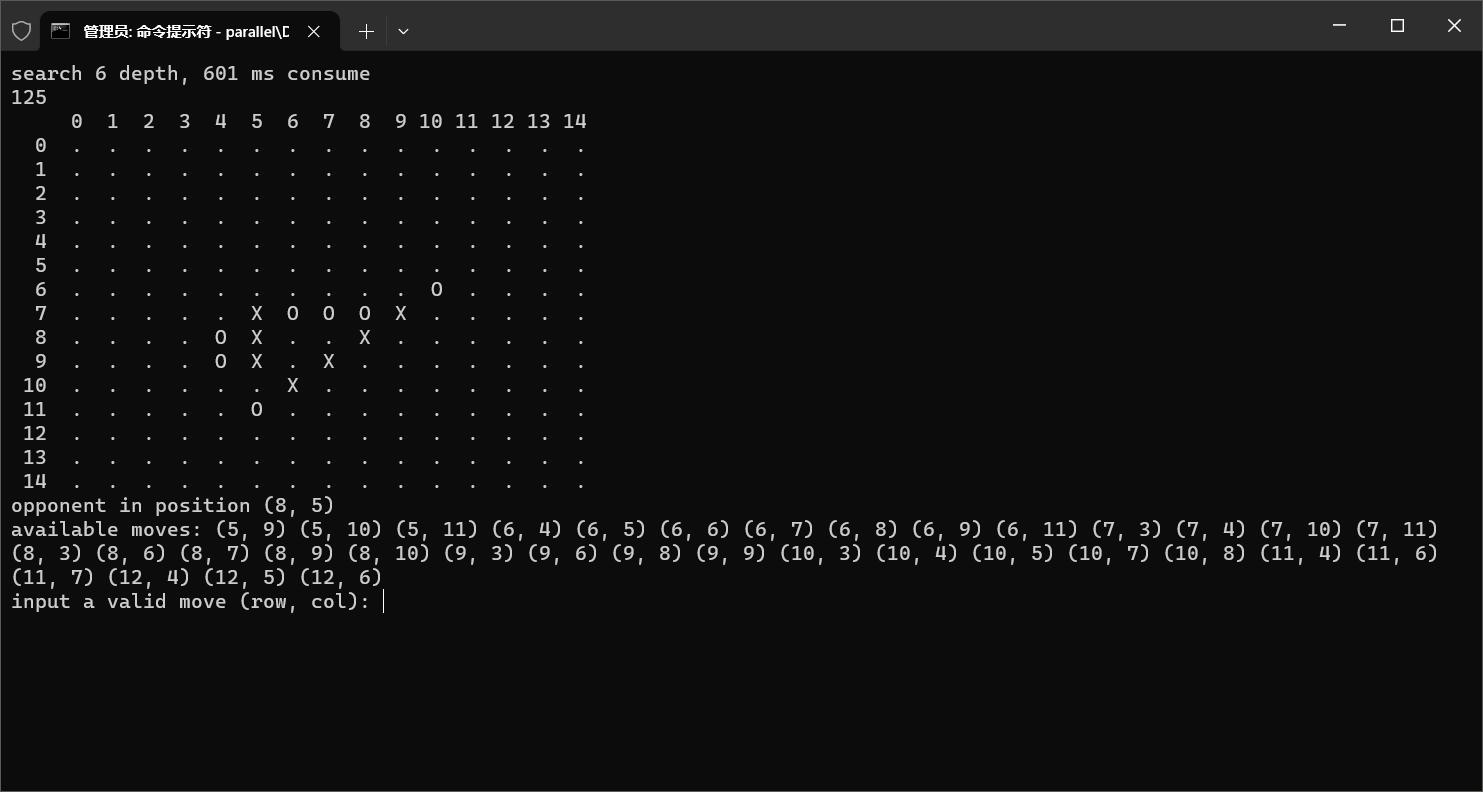 管理员: 命令提示符 - parallel\D
search 6 depth, 601 ms consume
125
     0  1  2  3  4  5  6  7  8  9 10 11 12 13 14
  0  .  .  .  .  .  .  .  .  .  .  .  .  .  .  .
  1  .  .  .  .  .  .  .  .  .  .  .  .  .  .  .
  2  .  .  .  .  .  .  .  .  .  .  .  .  .  .  .
  3  .  .  .  .  .  .  .  .  .  .  .  .  .  .  .
  4  .  .  .  .  .  .  .  .  .  .  .  .  .  .  .
  5  .  .  .  .  .  .  .  .  .  .  .  .  .  .  .
  6  .  .  .  .  .  .  .  .  .  .  O  .  .  .  .
  7  .  .  .  .  .  X  O  O  O  X  .  .  .  .  .
  8  .  .  .  .  O  X  .  .  X  .  .  .  .  .  .
  9  .  .  .  .  O  X  .  X  .  .  .  .  .  .  .
 10  .  .  .  .  .  .  X  .  .  .  .  .  .  .  .
 11  .  .  .  .  .  O  .  .  .  .  .  .  .  .  .
 12  .  .  .  .  .  .  .  .  .  .  .  .  .  .  .
 13  .  .  .  .  .  .  .  .  .  .  .  .  .  .  .
 14  .  .  .  .  .  .  .  .  .  .  .  .  .  .  .
opponent in position (8, 5)
available moves: (5, 9) (5, 10) (5, 11) (6, 4) (6, 5) (6, 6) (6, 7) (6, 8) (6, 9) (6, 11) (7, 3) (7, 4) (7, 10) (7, 11)
(8, 3) (8, 6) (8, 7) (8, 9) (8, 10) (9, 3) (9, 6) (9, 8) (9, 9) (10, 3) (10, 4) (10, 5) (10, 7) (10, 8) (11, 4) (11, 6)
(11, 7) (12, 4) (12, 5) (12, 6)
input a valid move (row, col):